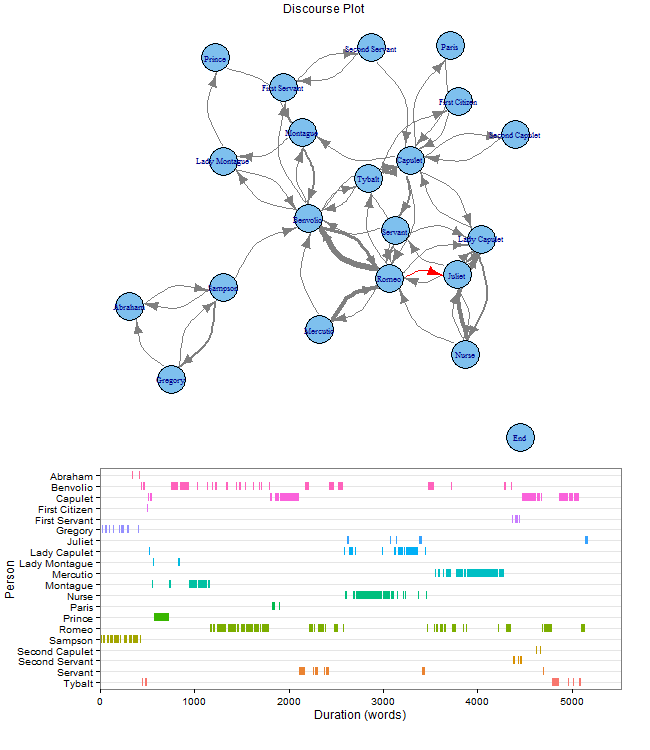 Discourse Plot
Second Servant
Paris
Prince
First Servant
First Citizen
Montague
Second Capulet
Lady Montague
Capulet
Tybalt
Benvolio
Servant
Lady Capulet
Romeo
Juliet
Sampson
Abraham
Mercutio
Nurse
Gregory
End
Person
Abraham
Benvolio
Capulet
First Citizen
First Servant
Gregory
Juliet
Lady Capulet
Lady Montague
Mercutio
Montague
Nurse
Paris
Prince
Romeo
Sampson
Second Capulet
Second Servant
Servant
Tybalt
0 1000 2000 3000 4000 5000
Duration (words)